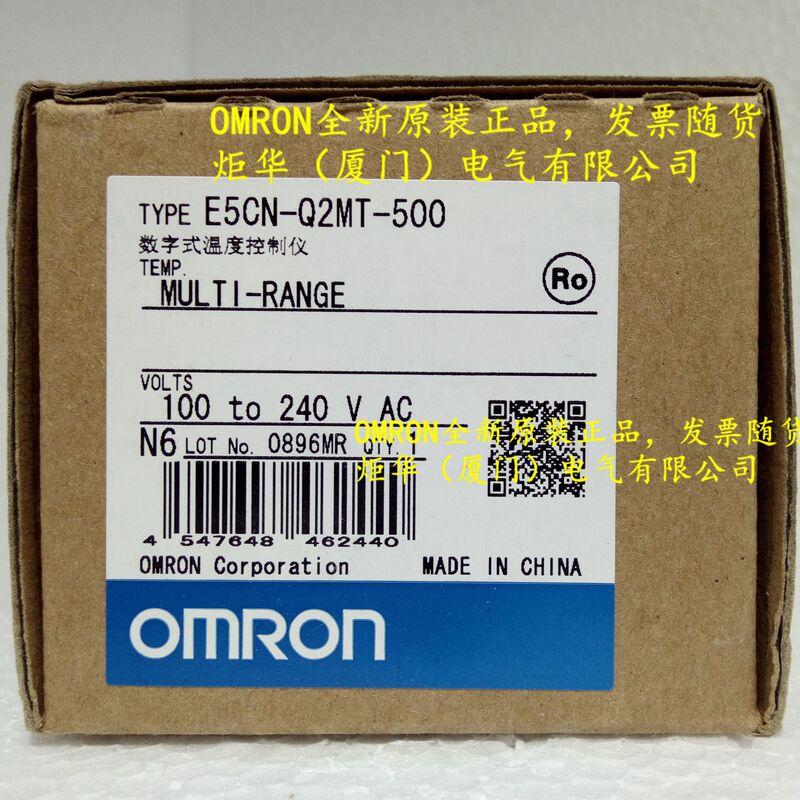 OMRON全新原装正品，发票随货
炬华（厦门）电气有限公司
TYPE E5CN-Q2MT-500
数字式温度控制仪
TEMP.
MULTI-RANGE
Ro
VOLTS
100 to 240 V AC
OMRON全新原装正品，发票随货
N6 LOT No. 0896MR QTY. 1
炬华（厦门）电气有限公司
4 547648 462440
OMRON Corporation MADE IN CHINA
OMRON